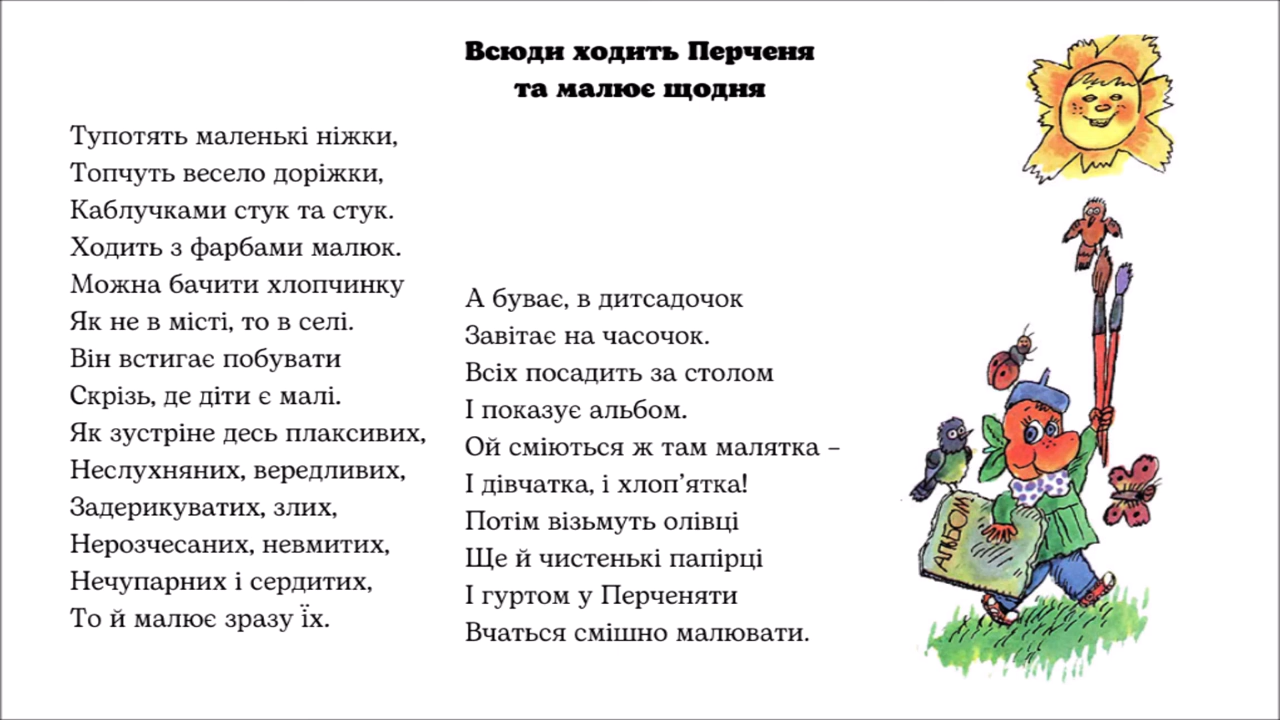 Всюди ходить Перченя
та малює щодня
Тупотять маленькі ніжки,
Топчуть весело доріжки,
Каблучками стук та стук.
Ходить з фарбами малюк.
Можна бачити хлопчинку
Як не в місті, то в селі.
Він встигає побувати
Скрізь, де діти є малі.
Як зустріне десь плаксивих,
Неслухняних, вередливих,
Задерикуватих, злих,
Нерозчесаних, невмитих,
Нечупарних і сердитих,
То й малює зразу їх.
А буває, в дитсадочок
Завітає на часочок.
Всіх посадить за столом
І показує альбом.
Ой сміються ж там малятка –
І дівчатка, і хлоп’ятка!
Потім візьмуть олівці
Ще й чистенькі папірці
І гуртом у Перченяти
Вчаться смішно малювати.
АЛЬБОМ